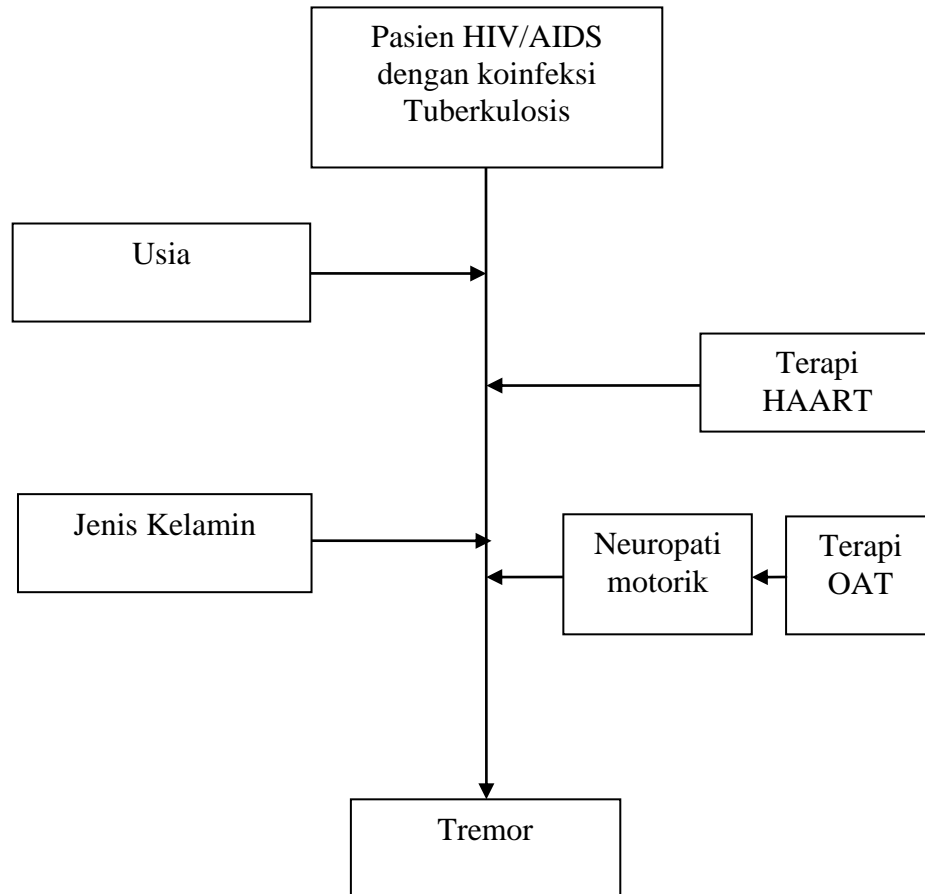 Pasien HIV/AIDS
dengan koinfeksi
Tuberkulosis
Usia
Terapi
HAART
Jenis Kelamin
Neuropati
motorik
Terapi
OAT
Tremor